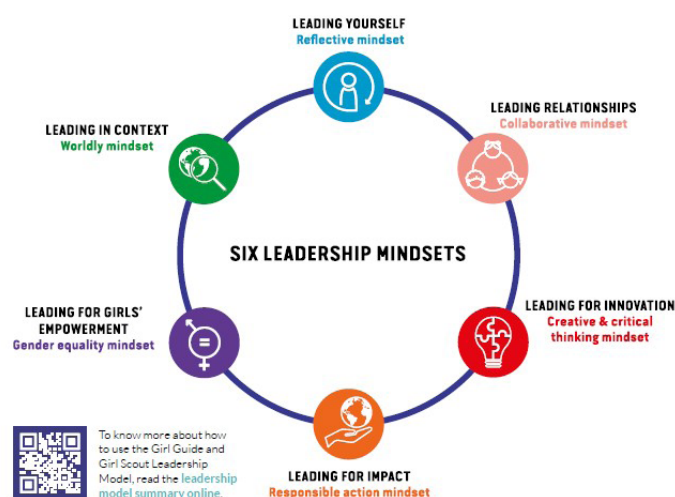 LEADING YOURSELF
Reflective mindset
LEADING RELATIONSHIPS
Collaborative mindset
LEADING IN CONTEXT
Worldly mindset
SIX LEADERSHIP MINDSETS
LEADING FOR INNOVATION
Creative & critical
thinking mindset
LEADING FOR GIRLS'
EMPOWERMENT
Gender equality mindset
LEADING FOR IMPACT
Responsible action mindset
To know more about how
to use the Girl Guide and
Girl Scout Leadership
Model, read the leadership
model summary online.